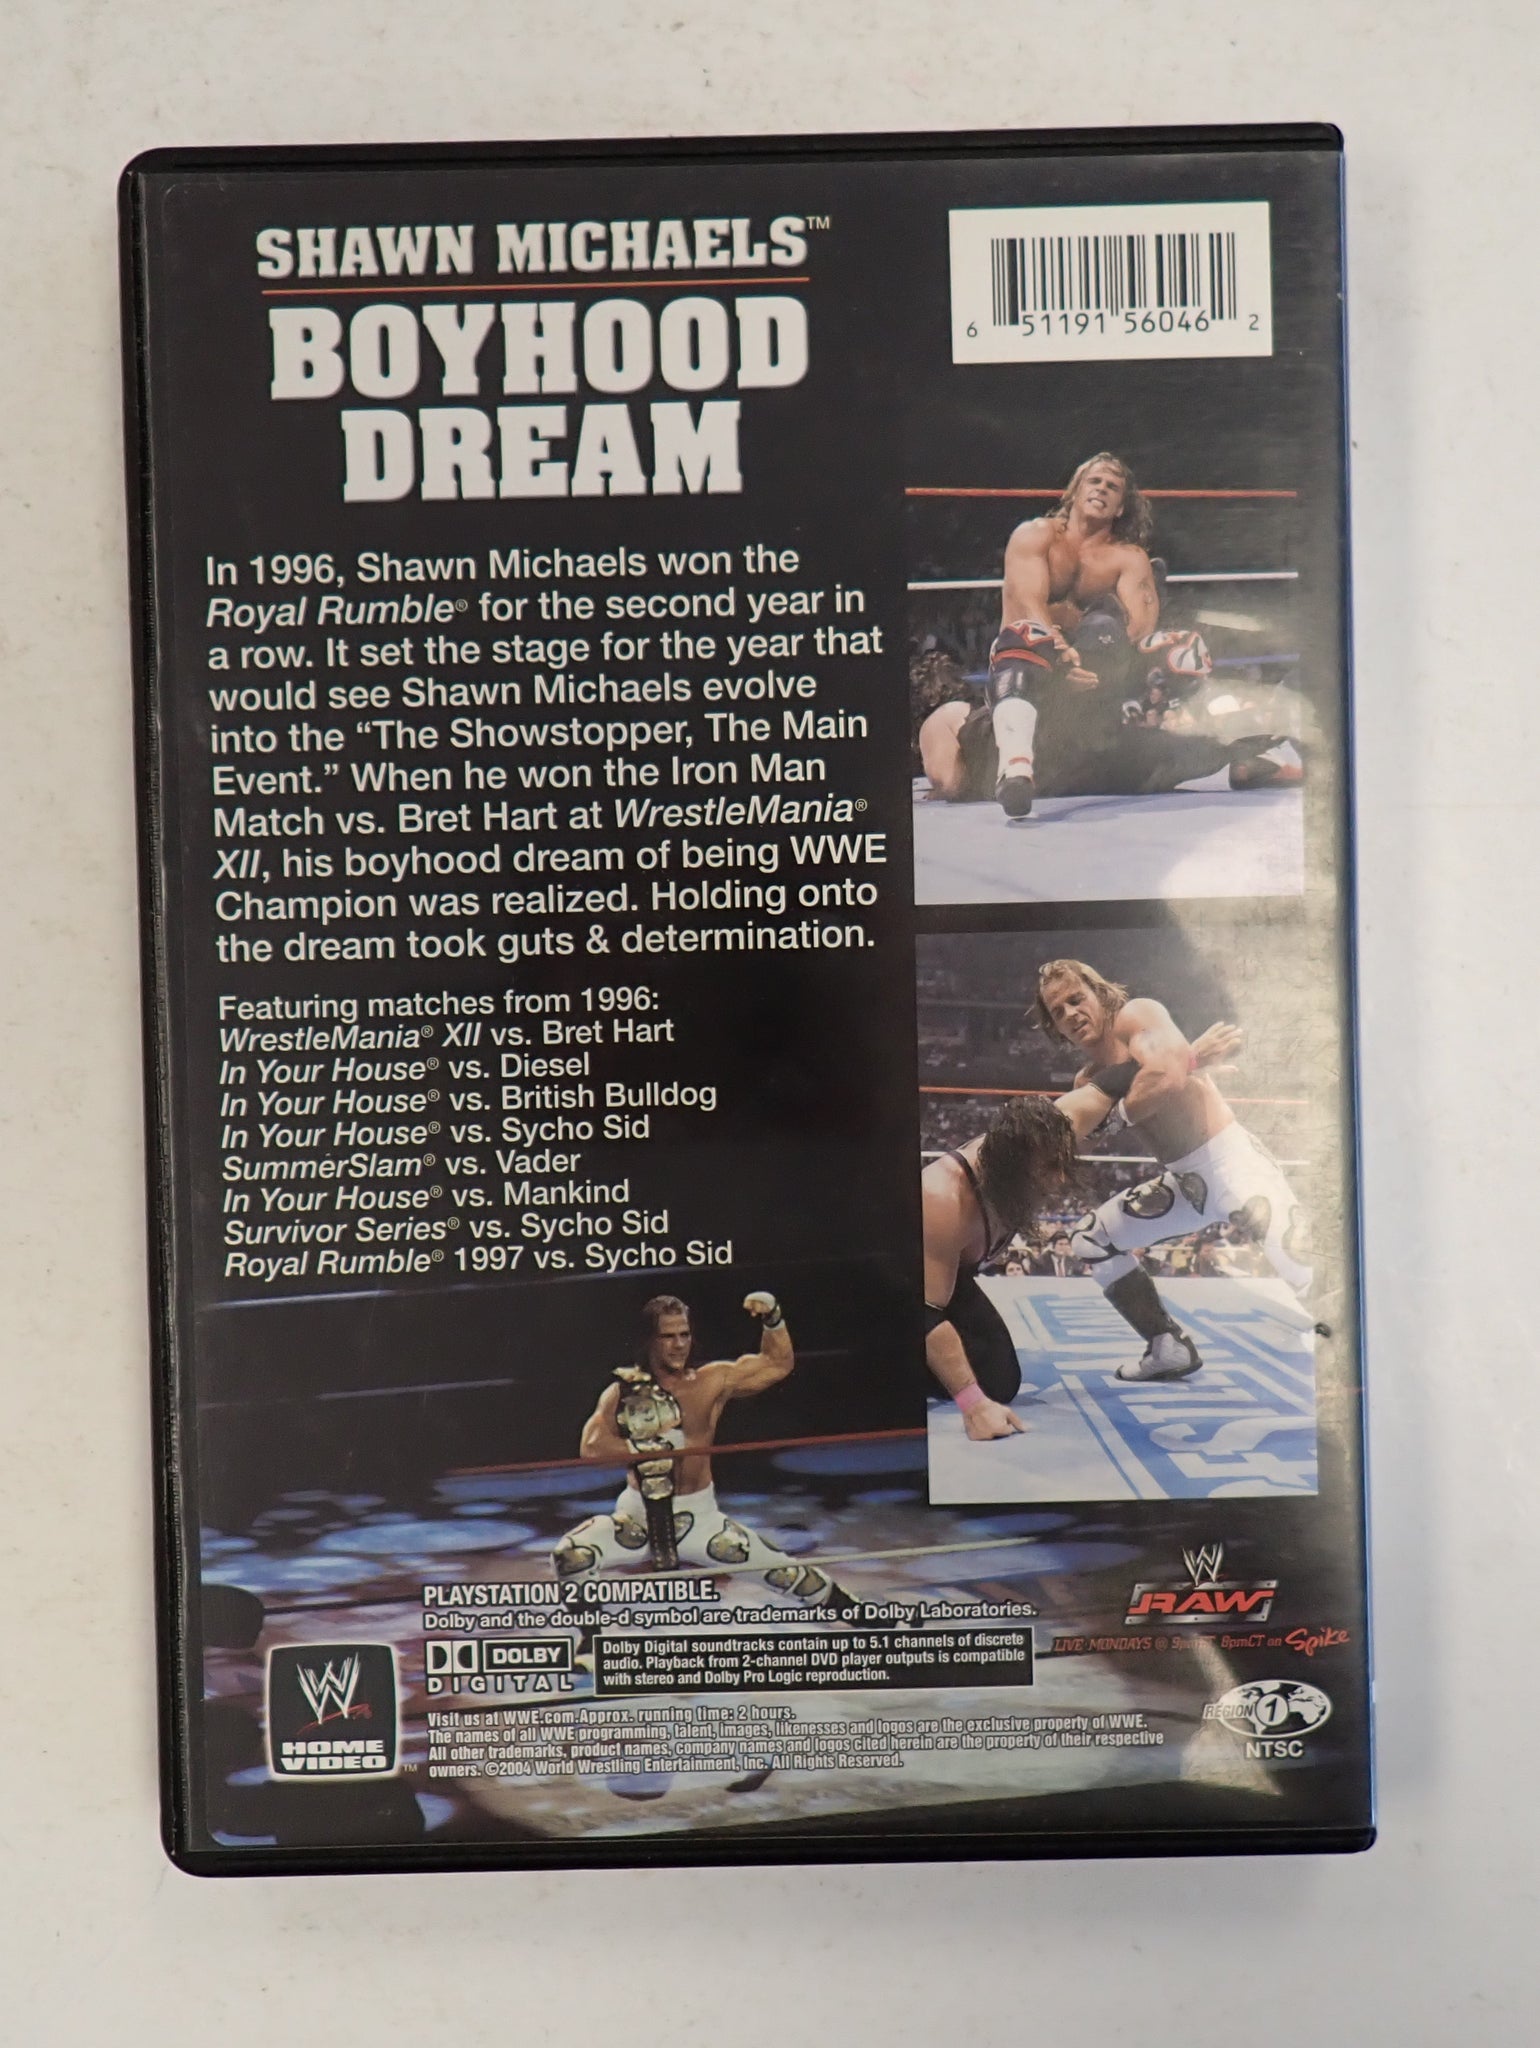 SHAWN MICHAELS™
BOYHOOD
DREAM
6 51191 56046 2
In 1996, Shawn Michaels won the
Royal Rumble® for the second year in
a row. It set the stage for the year that
would see Shawn Michaels evolve
into the “The Showstopper, The Main
Event.” When he won the Iron Man
Match vs. Bret Hart at WrestleMania®
XII, his boyhood dream of being WWE
Champion was realized. Holding onto
the dream took guts & determination.
Featuring matches from 1996:
WrestleMania® XII vs. Bret Hart
In Your House® vs. Diesel
In Your House® vs. British Bulldog
In Your House® vs. Sycho Sid
SummerSlam® vs. Vader
In Your House® vs. Mankind
Survivor Series® vs. Sycho Sid
Royal Rumble® 1997 vs. Sycho Sid
PLAYSTATION 2 COMPATIBLE.
Dolby and the double-d symbol are trademarks of Dolby Laboratories.
DOLBY
DIGITAL
Dolby Digital soundtracks contain up to 5.1 channels of discrete
audio. Playback from 2-channel DVD player outputs is compatible
with stereo and Dolby Pro Logic reproduction.
W
RAW
LIVE MONDAYS @ 9pmET, 8pmCT on Spike
W
HOME
VIDEO™
Visit us at WWE.com. Approx. running time: 2 hours.
The names of all WWE programming, talent, images, likenesses and logos are the exclusive property of WWE.
All other trademarks, product names, company names and logos cited herein are the property of their respective
owners. ©2004 World Wrestling Entertainment, Inc. All Rights Reserved.
REGION 1
NTSC